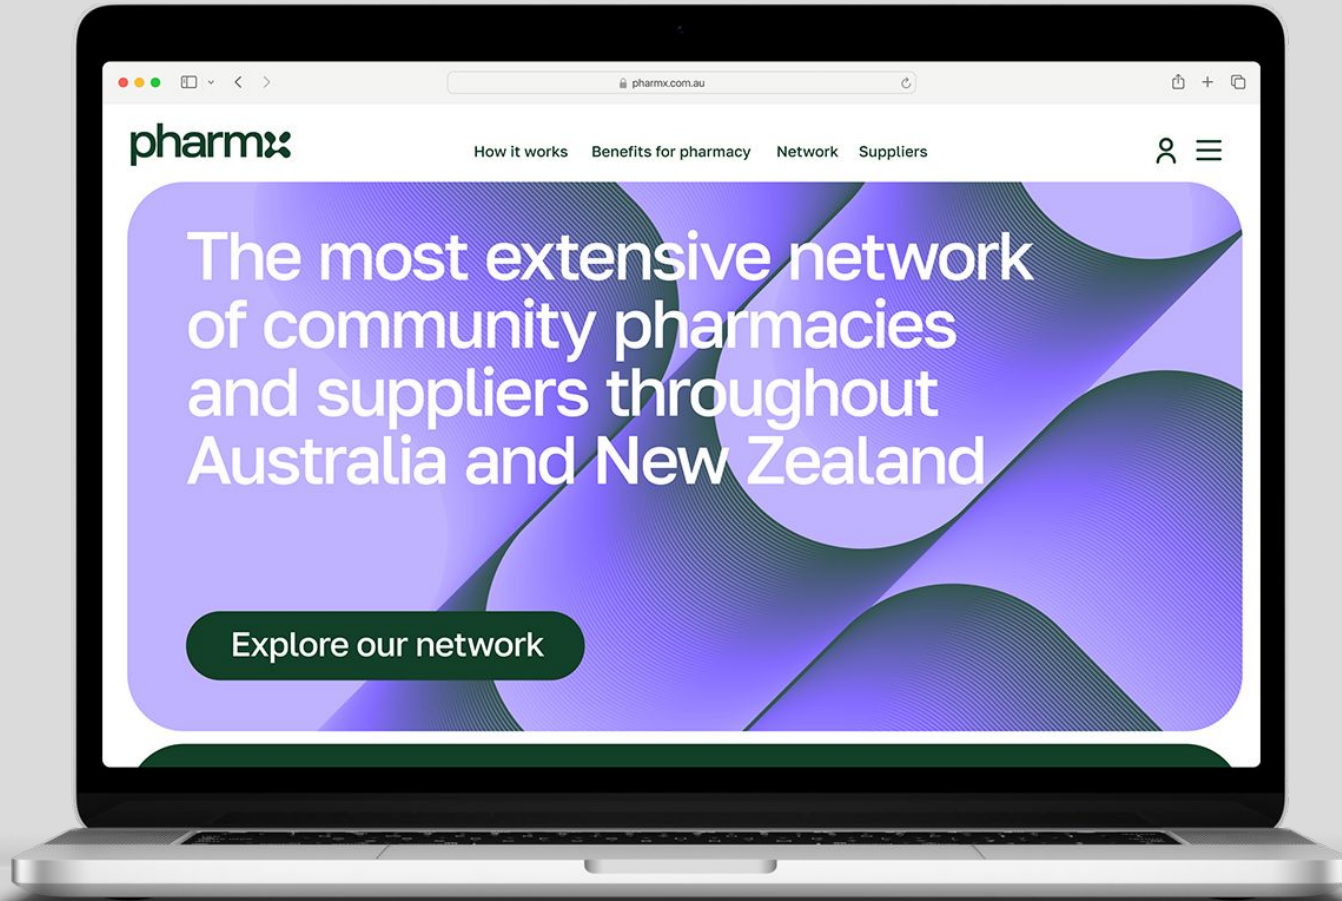 pharmx.com.au
pharmx
How it works Benefits for pharmacy Network Suppliers
The most extensive network
of community pharmacies
and suppliers throughout
Australia and New Zealand
Explore our network